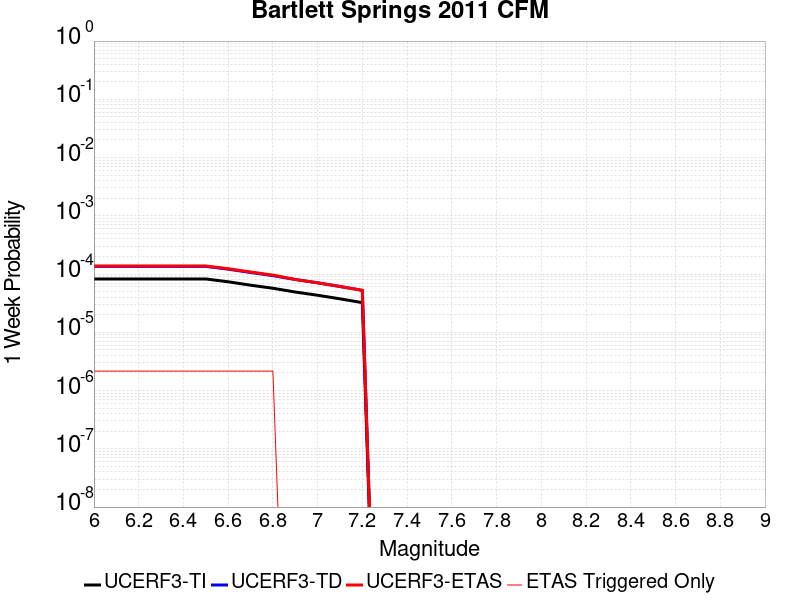 Bartlett Springs 2011 CFM
10^0
10^-1
10^-2
10^-3
10^-4
10^-5
10^-6
10^-7
10^-8
1 Week Probability
6 6.2 6.4 6.6 6.8 7 7.2 7.4 7.6 7.8 8 8.2 8.4 8.6 8.8 9
Magnitude
UCERF3-TI UCERF3-TD UCERF3-ETAS ETAS Triggered Only